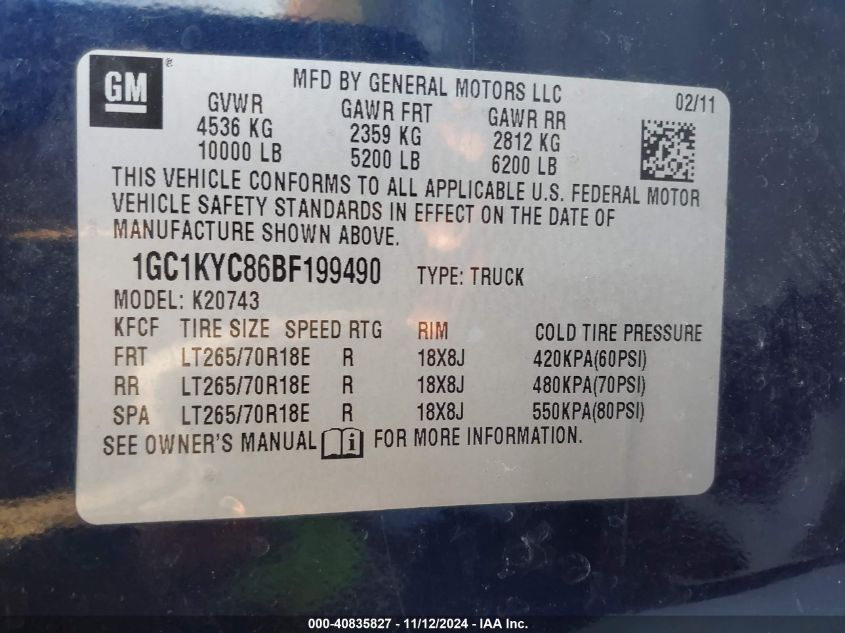 GM ®
MFD BY GENERAL MOTORS LLC
02/11
GVWR GAWR FRT GAWR RR
4536 KG 2359 KG 2812 KG
10000 LB 5200 LB 6200 LB
THIS VEHICLE CONFORMS TO ALL APPLICABLE U.S. FEDERAL MOTOR
VEHICLE SAFETY STANDARDS IN EFFECT ON THE DATE OF
MANUFACTURE SHOWN ABOVE.
1GC1KYC86BF199490 TYPE: TRUCK
MODEL: K20743
KFCF TIRE SIZE SPEED RTG RIM COLD TIRE PRESSURE
FRT LT265/70R18E R 18X8J 420KPA(60PSI)
RR LT265/70R18E R 18X8J 480KPA(70PSI)
SPA LT265/70R18E R 18X8J 550KPA(80PSI)
SEE OWNER'S MANUAL i FOR MORE INFORMATION.
000-40835827 - 11/12/2024 - IAA Inc.